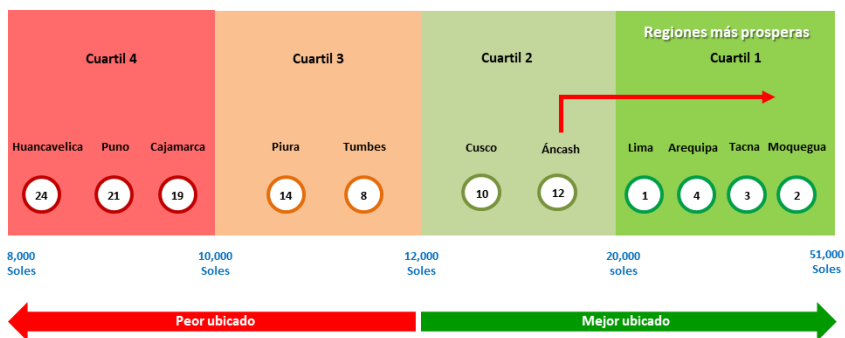 Regiones más prosperas
Cuartil 4 Cuartil 3 Cuartil 2 Cuartil 1
Huancavelica Puno Cajamarca Piura Tumbes Cusco Áncash Lima Arequipa Tacna Moquegua
24 21 19 14 8 10 12 1 4 3 2
8,000 10,000 12,000 20,000 51,000
Soles Soles Soles soles Soles
Peor ubicado Mejor ubicado